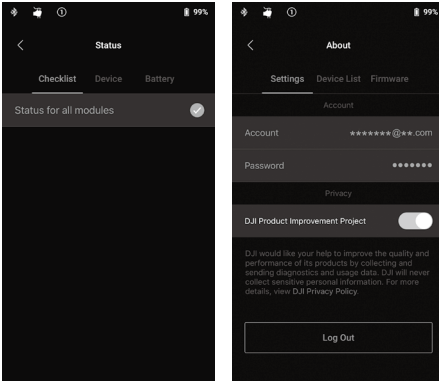 99%
Status
Checklist Device Battery
Status for all modules
1 99%
About
Settings Device List Firmware
Account
Account *******@**.com
Password •••••••
Privacy
DJI Product Improvement Project
DJI would like your help to improve the quality and
performance of its products by collecting and
sending diagnostics and usage data. DJI will never
collect sensitive personal information. For more
details, view DJI Privacy Policy.
Log Out